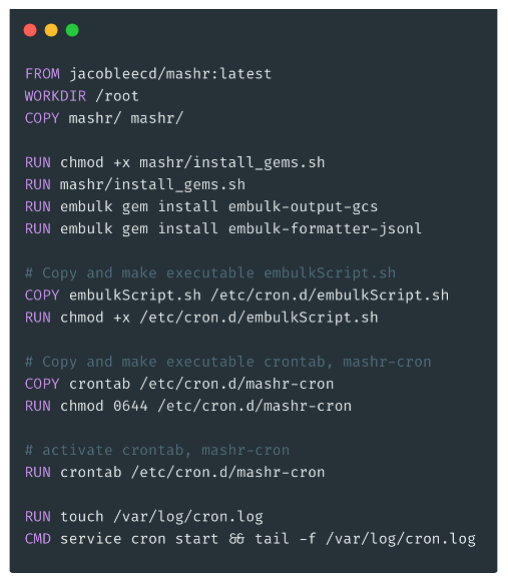 FROM jacobleecd/mashr:latest
WORKDIR /root
COPY mashr/ mashr/
RUN chmod +x mashr/install_gems.sh
RUN mashr/install_gems.sh
RUN embulk gem install embulk-output-gcs
RUN embulk gem install embulk-formatter-jsonl
# Copy and make executable embulkScript.sh
COPY embulkScript.sh /etc/cron.d/embulkScript.sh
RUN chmod +x /etc/cron.d/embulkScript.sh
# Copy and make executable crontab, mashr-cron
COPY crontab /etc/cron.d/mashr-cron
RUN chmod 0644 /etc/cron.d/mashr-cron
# activate crontab, mashr-cron
RUN crontab /etc/cron.d/mashr-cron
RUN touch /var/log/cron.log
CMD service cron start && tail -f /var/log/cron.log